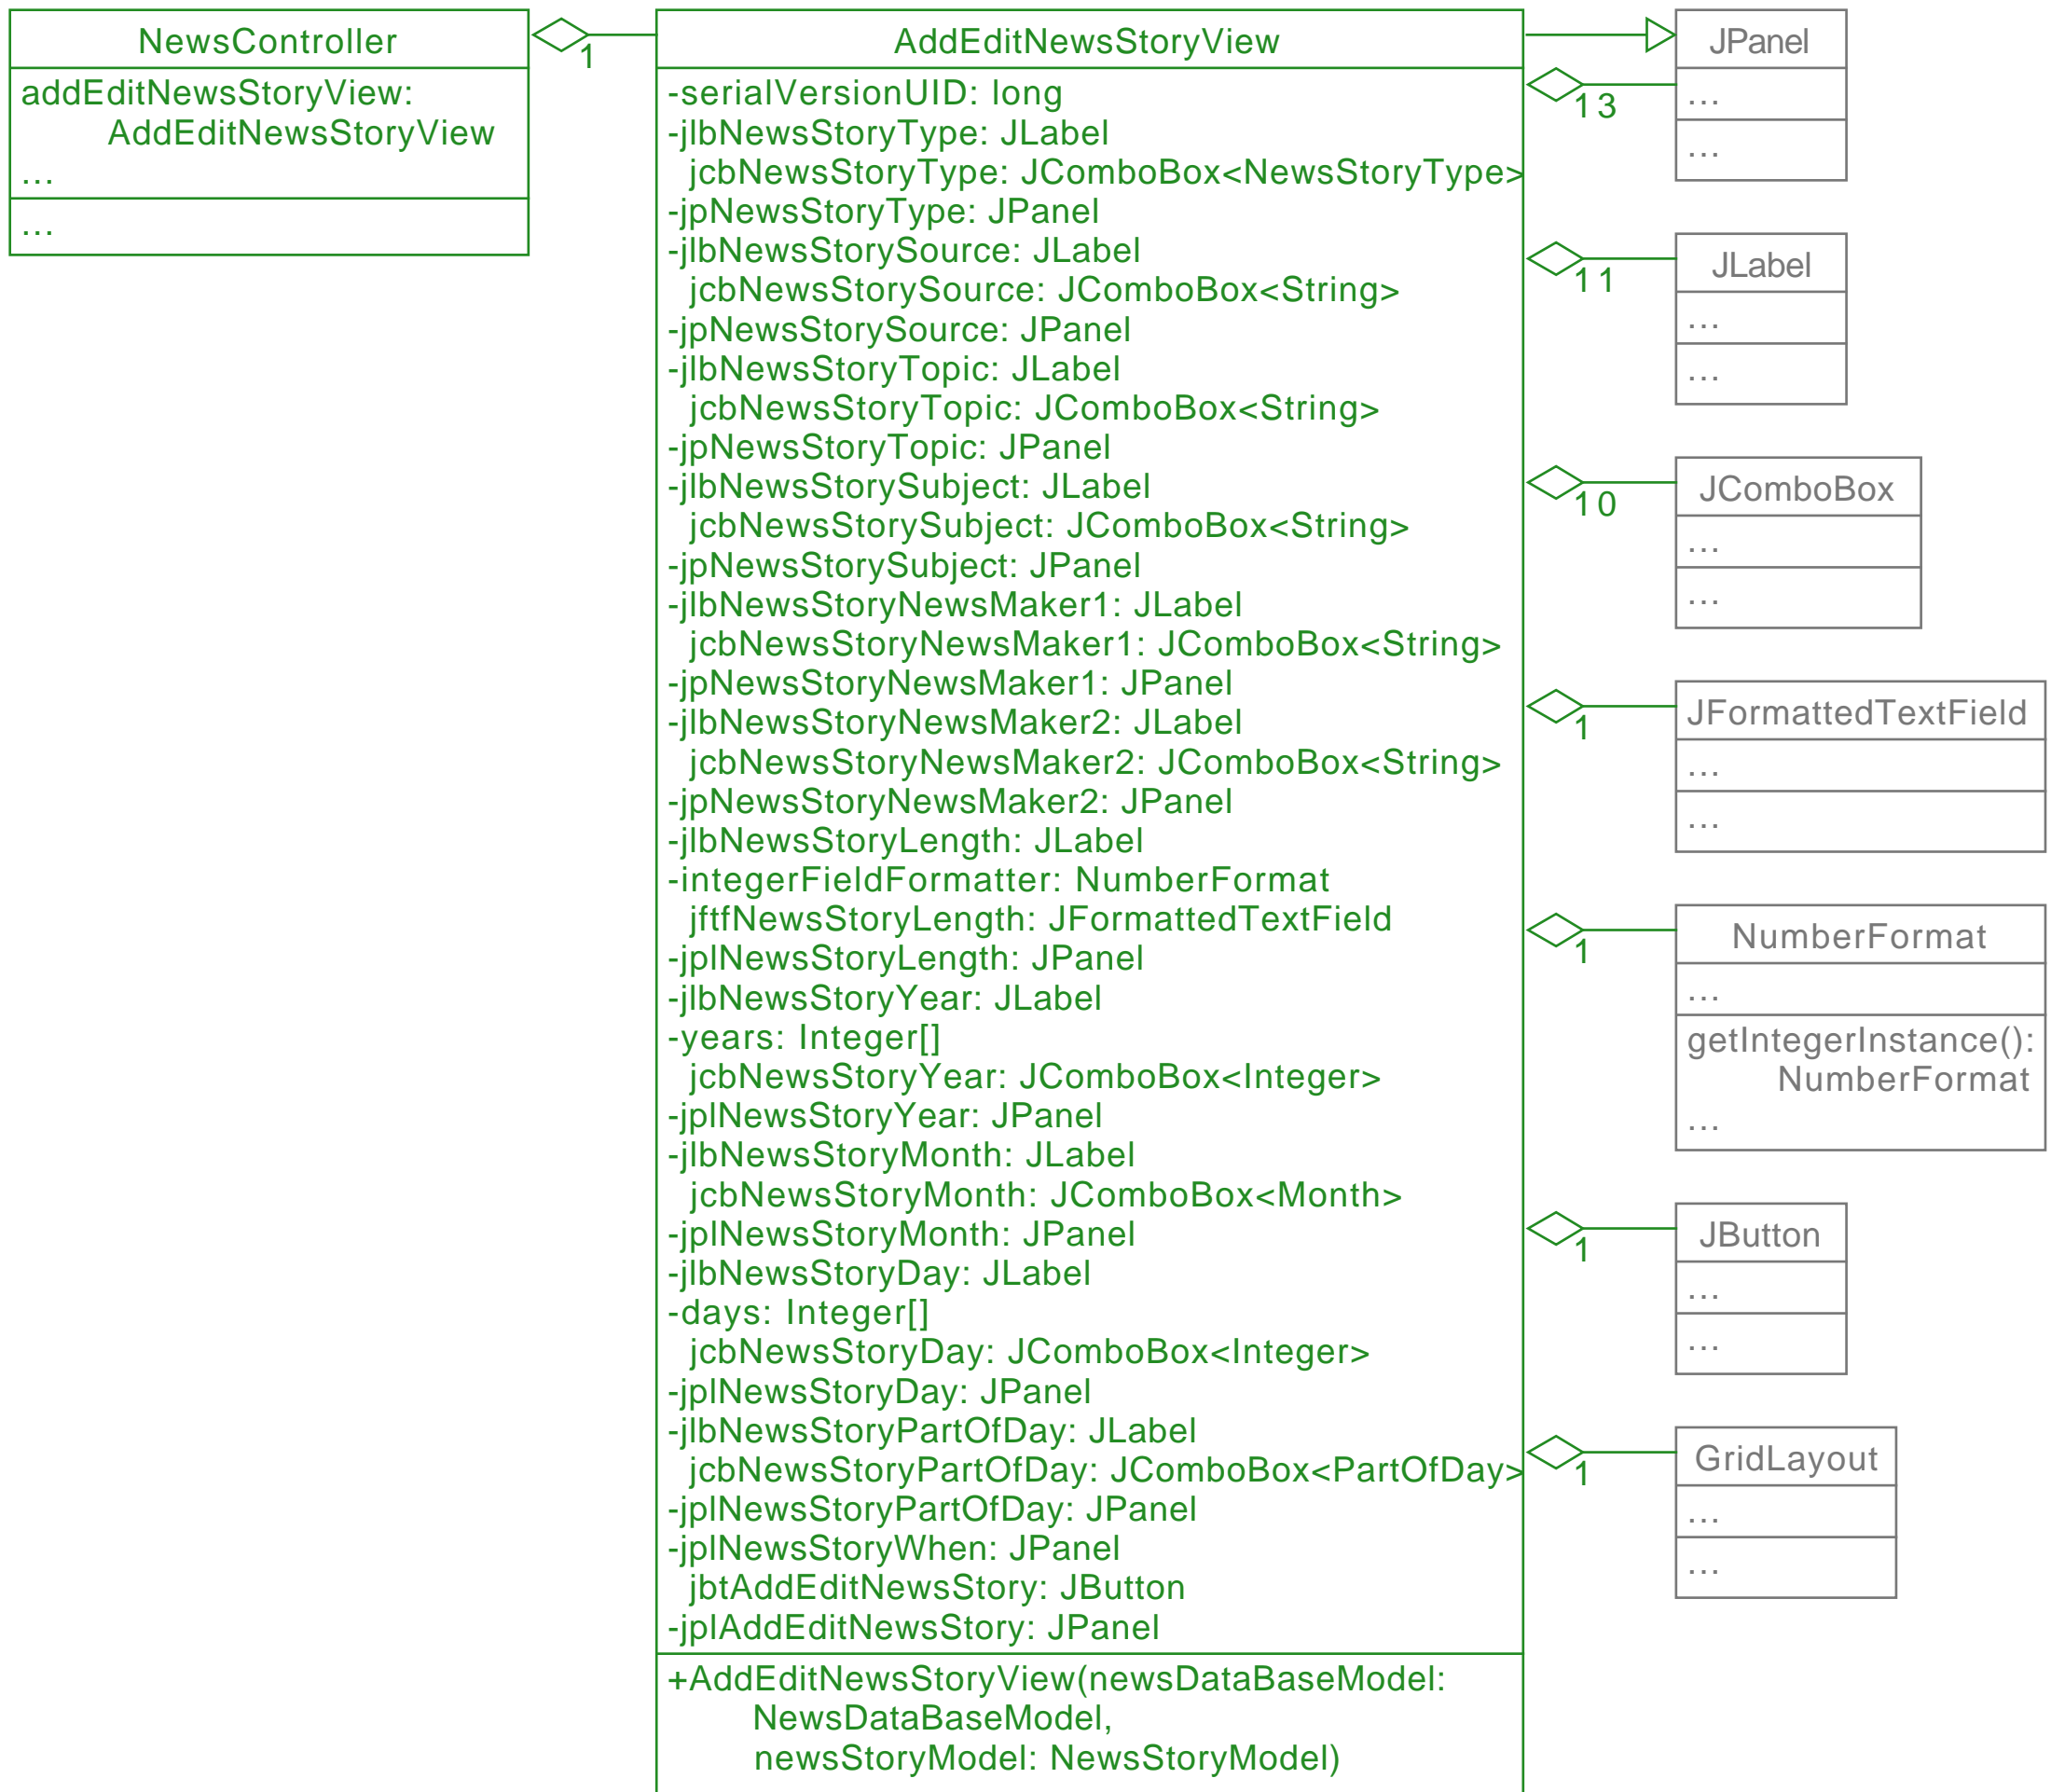 NewsController
addEditNewsStoryView:
AddEditNewsStoryView
...
...
1
AddEditNewsStoryView
-serialVersionUID: long
-jlbNewsStoryType: JLabel
jcbNewsStoryType: JComboBox<NewsStoryType>
-jpNewsStoryType: JPanel
-jlbNewsStorySource: JLabel
jcbNewsStorySource: JComboBox<String>
-jpNewsStorySource: JPanel
-jlbNewsStoryTopic: JLabel
jcbNewsStoryTopic: JComboBox<String>
-jpNewsStoryTopic: JPanel
-jlbNewsStorySubject: JLabel
jcbNewsStorySubject: JComboBox<String>
-jpNewsStorySubject: JPanel
-jlbNewsStoryNewsMaker1: JLabel
jcbNewsStoryNewsMaker1: JComboBox<String>
-jpNewsStoryNewsMaker1: JPanel
-jlbNewsStoryNewsMaker2: JLabel
jcbNewsStoryNewsMaker2: JComboBox<String>
-jpNewsStoryNewsMaker2: JPanel
-jlbNewsStoryLength: JLabel
-integerFieldFormatter: NumberFormat
jftfNewsStoryLength: JFormattedTextField
-jplNewsStoryLength: JPanel
-jlbNewsStoryYear: JLabel
-years: Integer[]
jcbNewsStoryYear: JComboBox<Integer>
-jplNewsStoryYear: JPanel
-jlbNewsStoryMonth: JLabel
jcbNewsStoryMonth: JComboBox<Month>
-jplNewsStoryMonth: JPanel
-jlbNewsStoryDay: JLabel
-days: Integer[]
jcbNewsStoryDay: JComboBox<Integer>
-jplNewsStoryDay: JPanel
-jlbNewsStoryPartOfDay: JLabel
jcbNewsStoryPartOfDay: JComboBox<PartOfDay>
-jplNewsStoryPartOfDay: JPanel
-jplNewsStoryWhen: JPanel
jbtAddEditNewsStory: JButton
-jplAddEditNewsStory: JPanel
+AddEditNewsStoryView(newsDataBaseModel:
NewsDataBaseModel,
newsStoryModel: NewsStoryModel)
JPanel
...
...
13
JLabel
...
...
11
JComboBox
...
...
10
JFormattedTextField
...
...
1
NumberFormat
...
getIntegerInstance():
NumberFormat
...
1
JButton
...
...
1
GridLayout
...
...
1